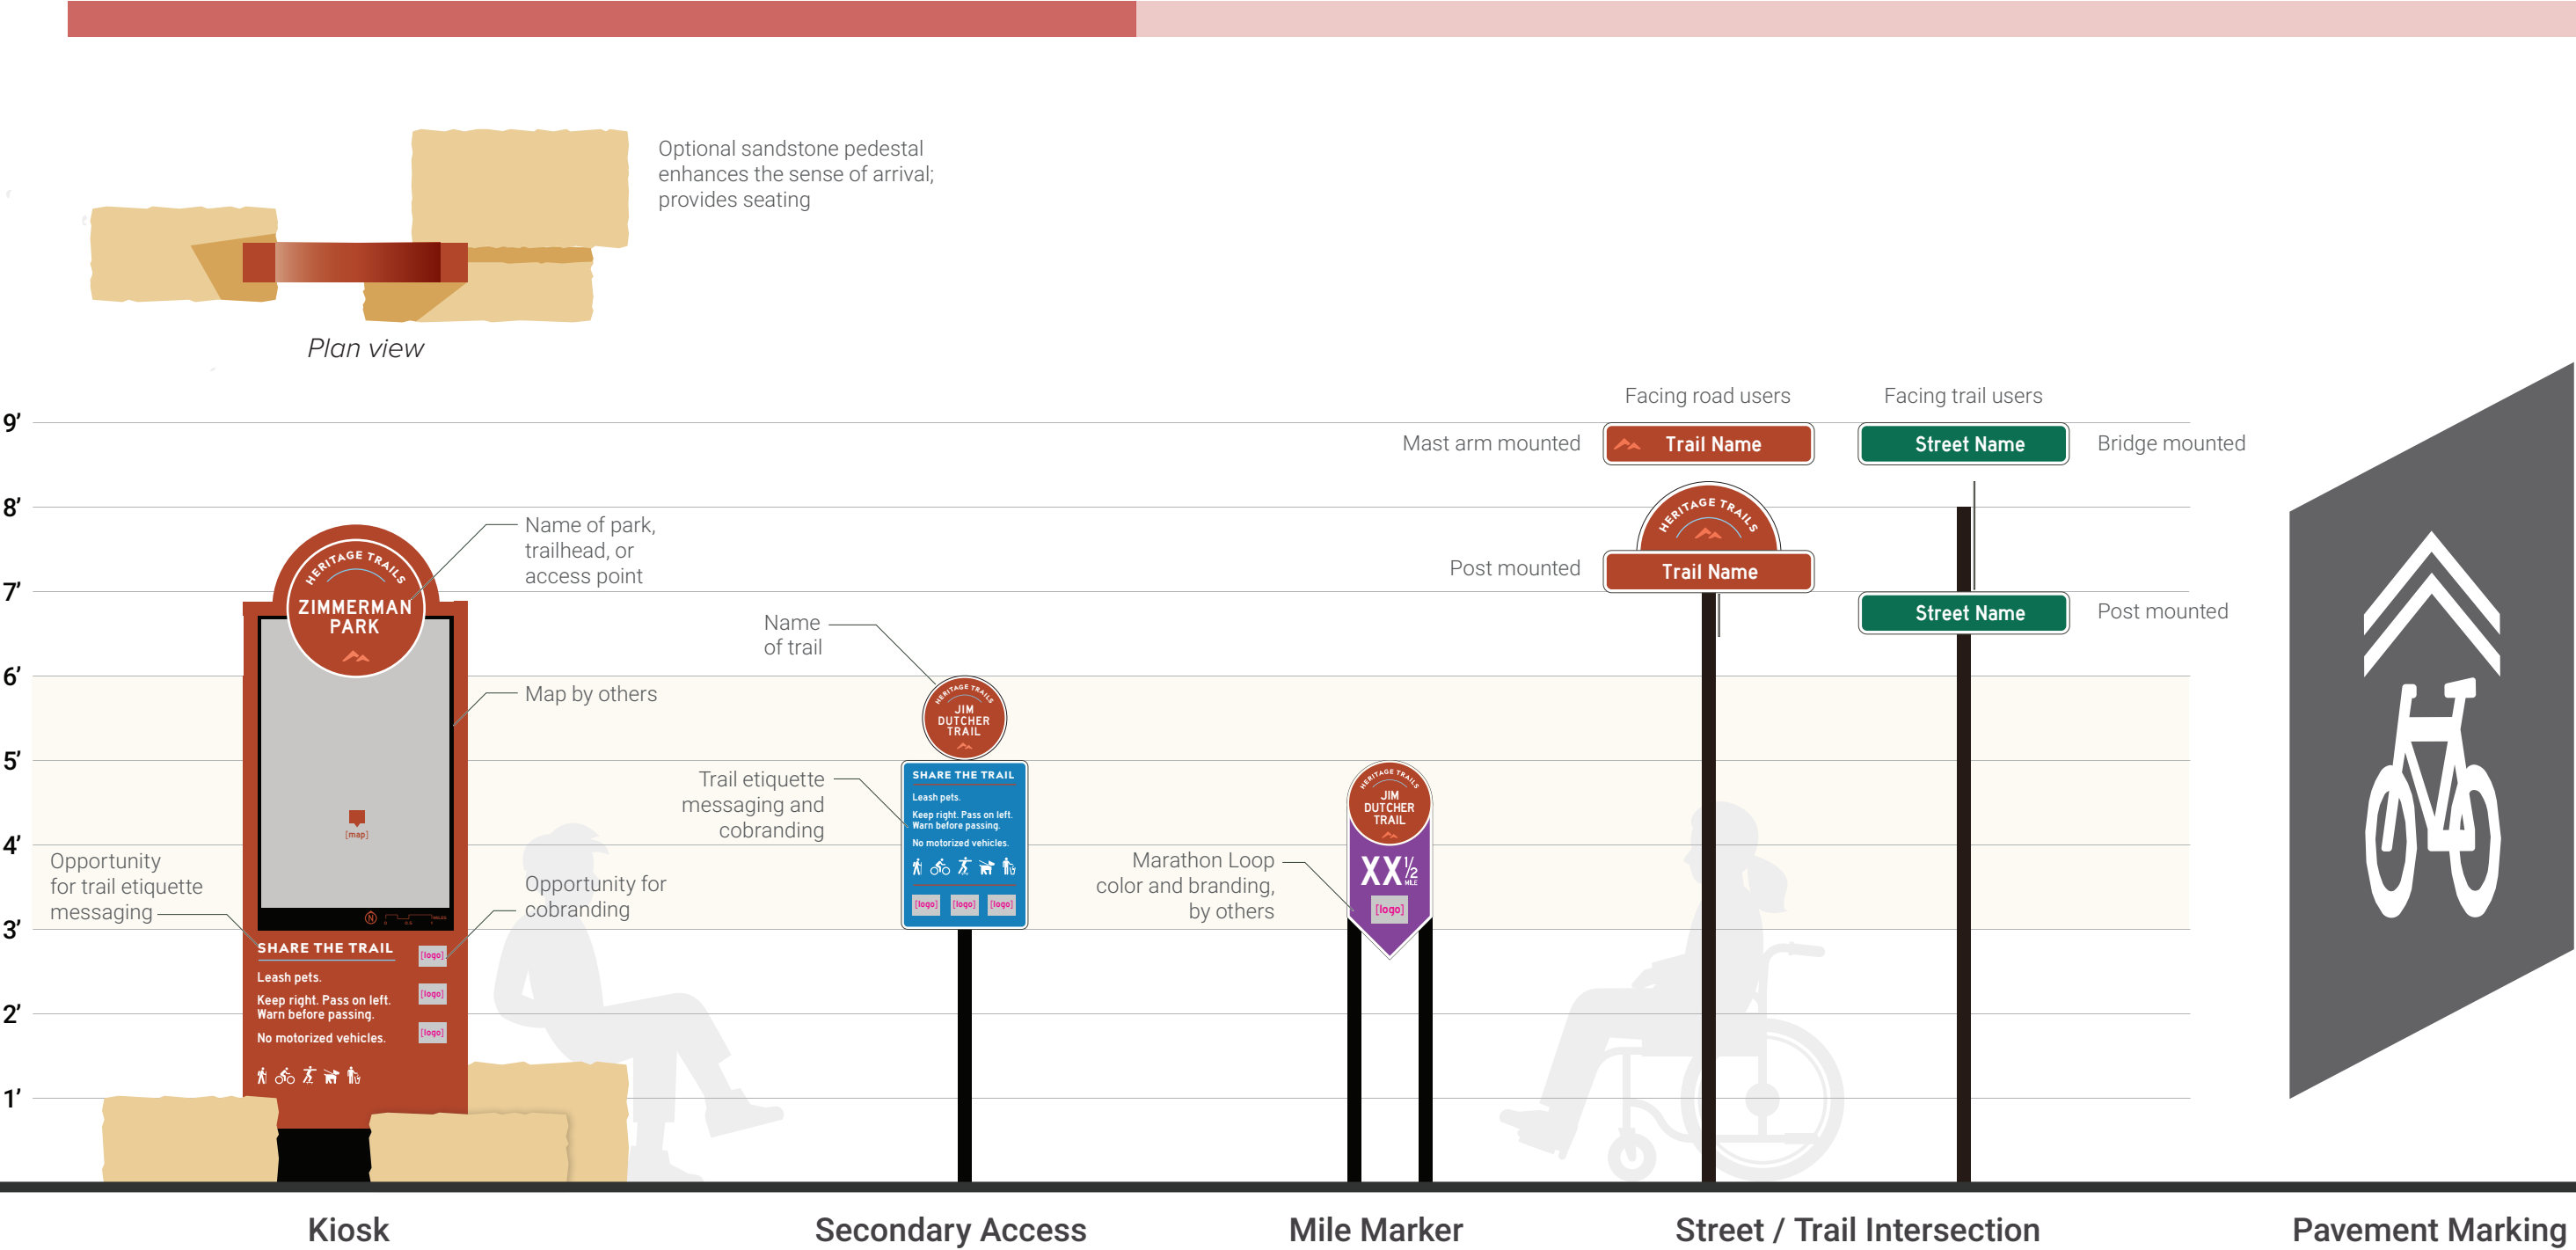 Optional sandstone pedestal
enhances the sense of arrival;
provides seating
Plan view
9’
8’
7’
6’
5’
4’
3’
2’
1’
HERITAGE TRAILS
ZIMMERMAN
PARK
[map]
N
SHARE THE TRAIL
Leash pets.
Keep right. Pass on left.
Warn before passing.
No motorized vehicles.
[logo]
[logo]
[logo]
Name of park,
trailhead, or
access point
Map by others
Opportunity
for trail etiquette
messaging
Opportunity for
cobranding
Name
of trail
Trail etiquette
messaging and
cobranding
HERITAGE TRAILS
JIM
DUTCHER
TRAIL
SHARE THE TRAIL
Leash pets.
Keep right. Pass on left.
Warn before passing.
No motorized vehicles.
[logo] [logo] [logo]
Marathon Loop
color and branding,
by others
HERITAGE TRAILS
JIM
DUTCHER
TRAIL
XX 1/2
MILE
[logo]
Facing road users
Facing trail users
Mast arm mounted
Trail Name
Street Name
Bridge mounted
HERITAGE TRAILS
Post mounted
Trail Name
Street Name
Post mounted
Kiosk
Secondary Access
Mile Marker
Street / Trail Intersection
Pavement Marking